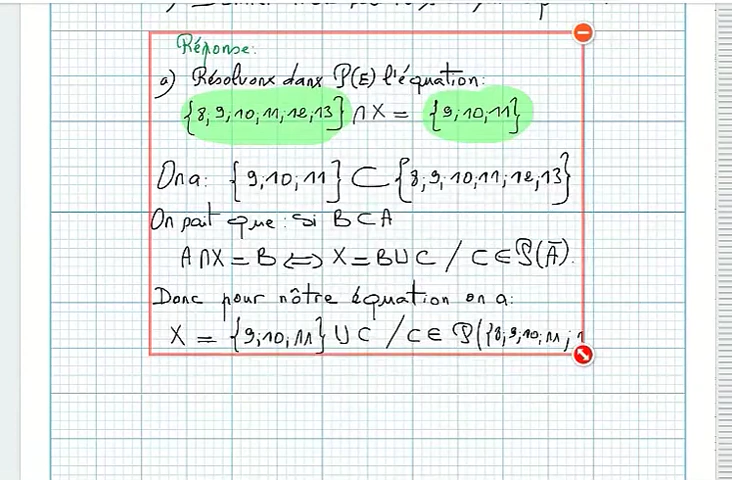 Réponse:
a) Résolvons dans P(E) l'équation:
{8,9,10,11,12,13} ∩ X = {9,10,11}
On a: {9,10,11} ⊂ {8,9,10,11,12,13}
On sait que: si B⊂A
A∩X = B ⇔ X = B∪C / C∈P(Ā).
Donc pour nôtre équation on a:
X = {9,10,11} ∪ C / C∈ P({8,9,10,11,